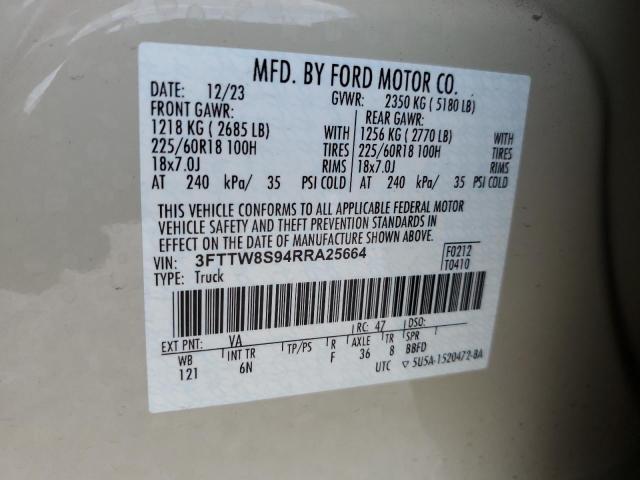 MFD. BY FORD MOTOR CO.
DATE: 12/23 GVWR: 2350 KG ( 5180 LB)
FRONT GAWR: REAR GAWR:
1218 KG ( 2685 LB) WITH 1256 KG ( 2770 LB) WITH
225/60R18 100H TIRES 225/60R18 100H TIRES
18x7.0J RIMS 18x7.0J RIMS
AT 240 kPa/ 35 PSI COLD AT 240 kPa/ 35 PSI COLD
THIS VEHICLE CONFORMS TO ALL APPLICABLE FEDERAL MOTOR
VEHICLE SAFETY AND THEFT PREVENTION STANDARDS IN
EFFECT ON THE DATE OF MANUFACTURE SHOWN ABOVE.
VIN: 3FTTW8S94RRA25664 F0212
TYPE: Truck T0410
EXT PNT: VA RC: 47 DSO:
WB INT TR TP/PS R AXLE TR SPR
121 6N F 36 8 BBFD
UTC ▽ 5U5A-1520472-BA